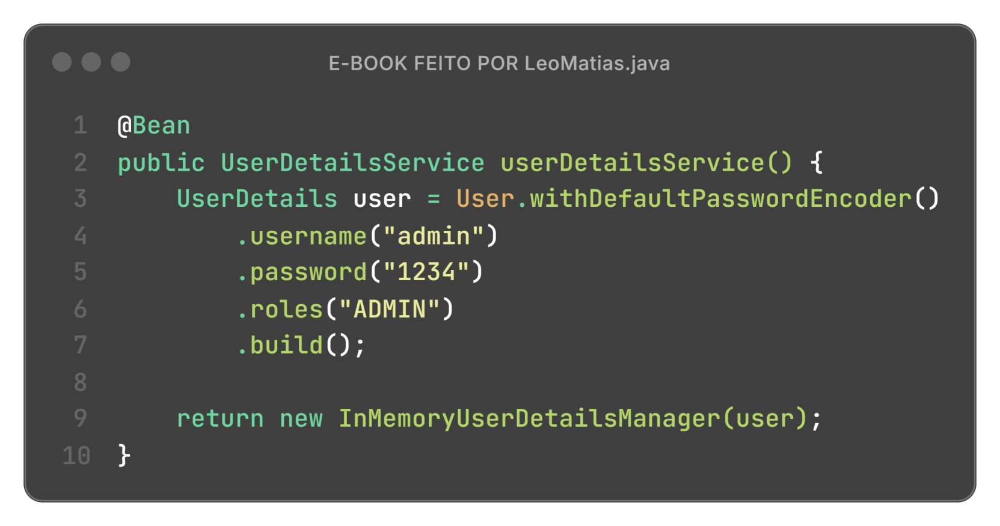 E-BOOK FEITO POR LeoMatias.java
1 @Bean
2 public UserDetailsService userDetailsService() {
3     UserDetails user = User.withDefaultPasswordEncoder()
4         .username("admin")
5         .password("1234")
6         .roles("ADMIN")
7         .build();
8
9     return new InMemoryUserDetailsManager(user);
10 }